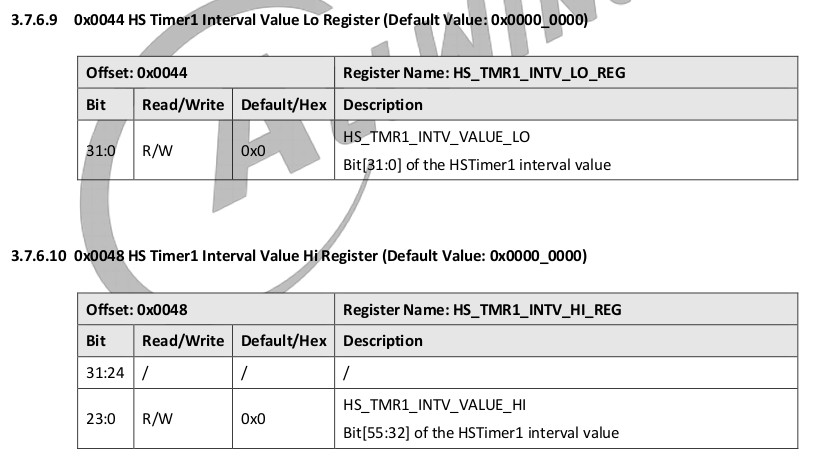 3.7.6.9 0x0044 HS Timer1 Interval Value Lo Register (Default Value: 0x0000_0000)
Offset: 0x0044 Register Name: HS_TMR1_INTV_LO_REG
Bit Read/Write Default/Hex Description
31:0 R/W 0x0 HS_TMR1_INTV_VALUE_LO
Bit[31:0] of the HSTimer1 interval value
3.7.6.10 0x0048 HS Timer1 Interval Value Hi Register (Default Value: 0x0000_0000)
Offset: 0x0048 Register Name: HS_TMR1_INTV_HI_REG
Bit Read/Write Default/Hex Description
31:24 / / /
23:0 R/W 0x0 HS_TMR1_INTV_VALUE_HI
Bit[55:32] of the HSTimer1 interval value